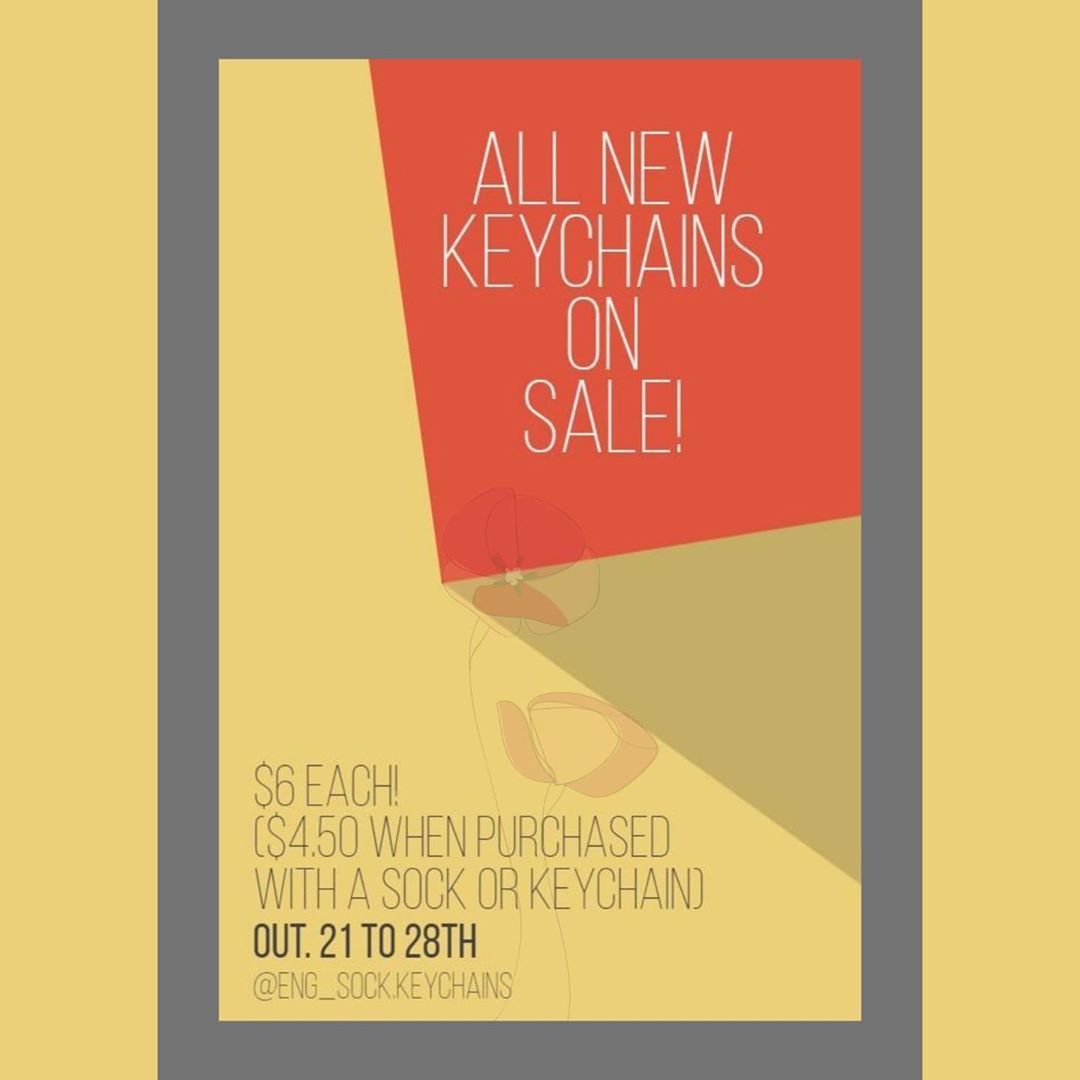 ALL NEW
KEYCHAINS
ON
SALE!
$6 EACH!
($4.50 WHEN PURCHASED
WITH A SOCK OR KEYCHAIN)
OUT. 21 TO 28TH
@ENG_SOCK.KEYCHAINS